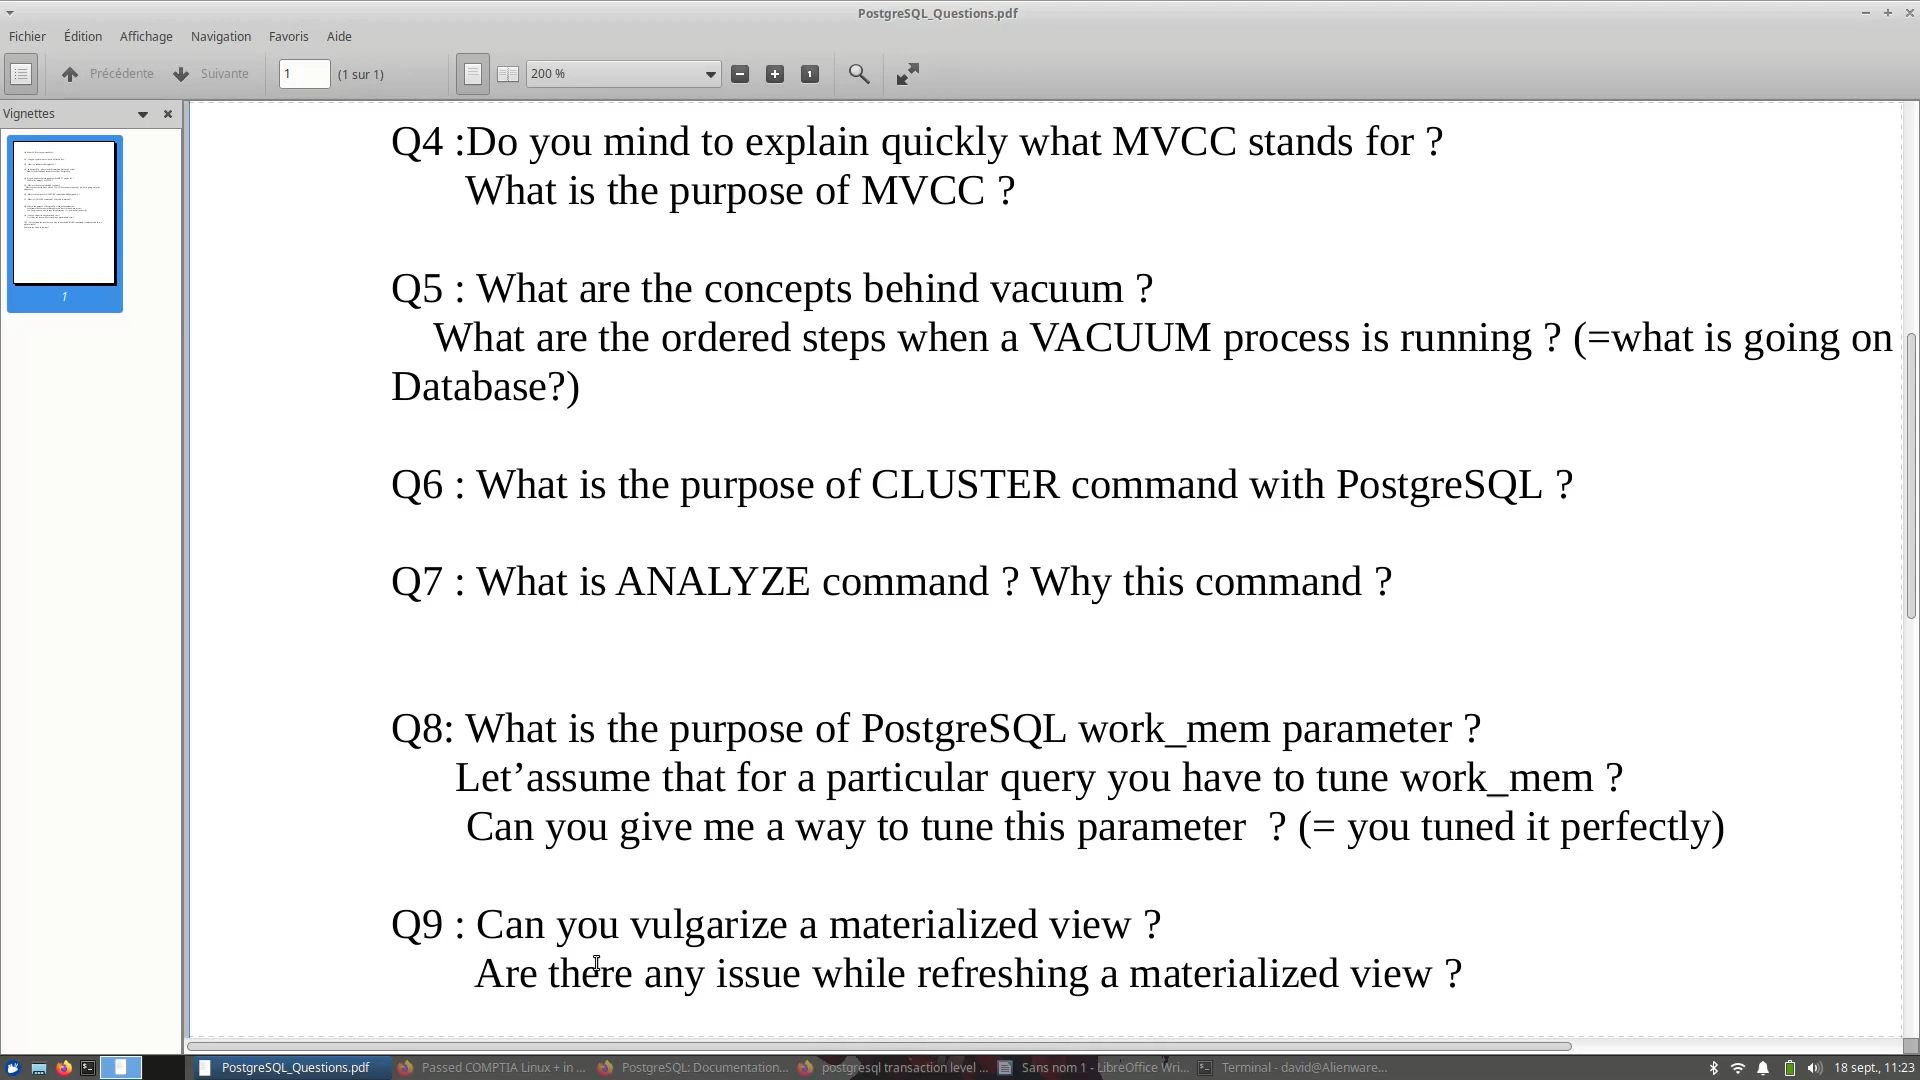 PostgreSQL_Questions.pdf
Fichier Édition Affichage Navigation Favoris Aide
Précédente Suivante 1 (1 sur 1) 200 %
Vignettes
1
Q4 :Do you mind to explain quickly what MVCC stands for ?
What is the purpose of MVCC ?
Q5 : What are the concepts behind vacuum ?
What are the ordered steps when a VACUUM process is running ? (=what is going on
Database?)
Q6 : What is the purpose of CLUSTER command with PostgreSQL ?
Q7 : What is ANALYZE command ? Why this command ?
Q8: What is the purpose of PostgreSQL work_mem parameter ?
Let’assume that for a particular query you have to tune work_mem ?
Can you give me a way to tune this parameter ? (= you tuned it perfectly)
Q9 : Can you vulgarize a materialized view ?
Are there any issue while refreshing a materialized view ?
PostgreSQL_Questions.pdf Passed COMPTIA Linux + in ... PostgreSQL: Documentation... postgresql transaction level ... Sans nom 1 - LibreOffice Wri... Terminal - david@Alienware... 18 sept., 11:23